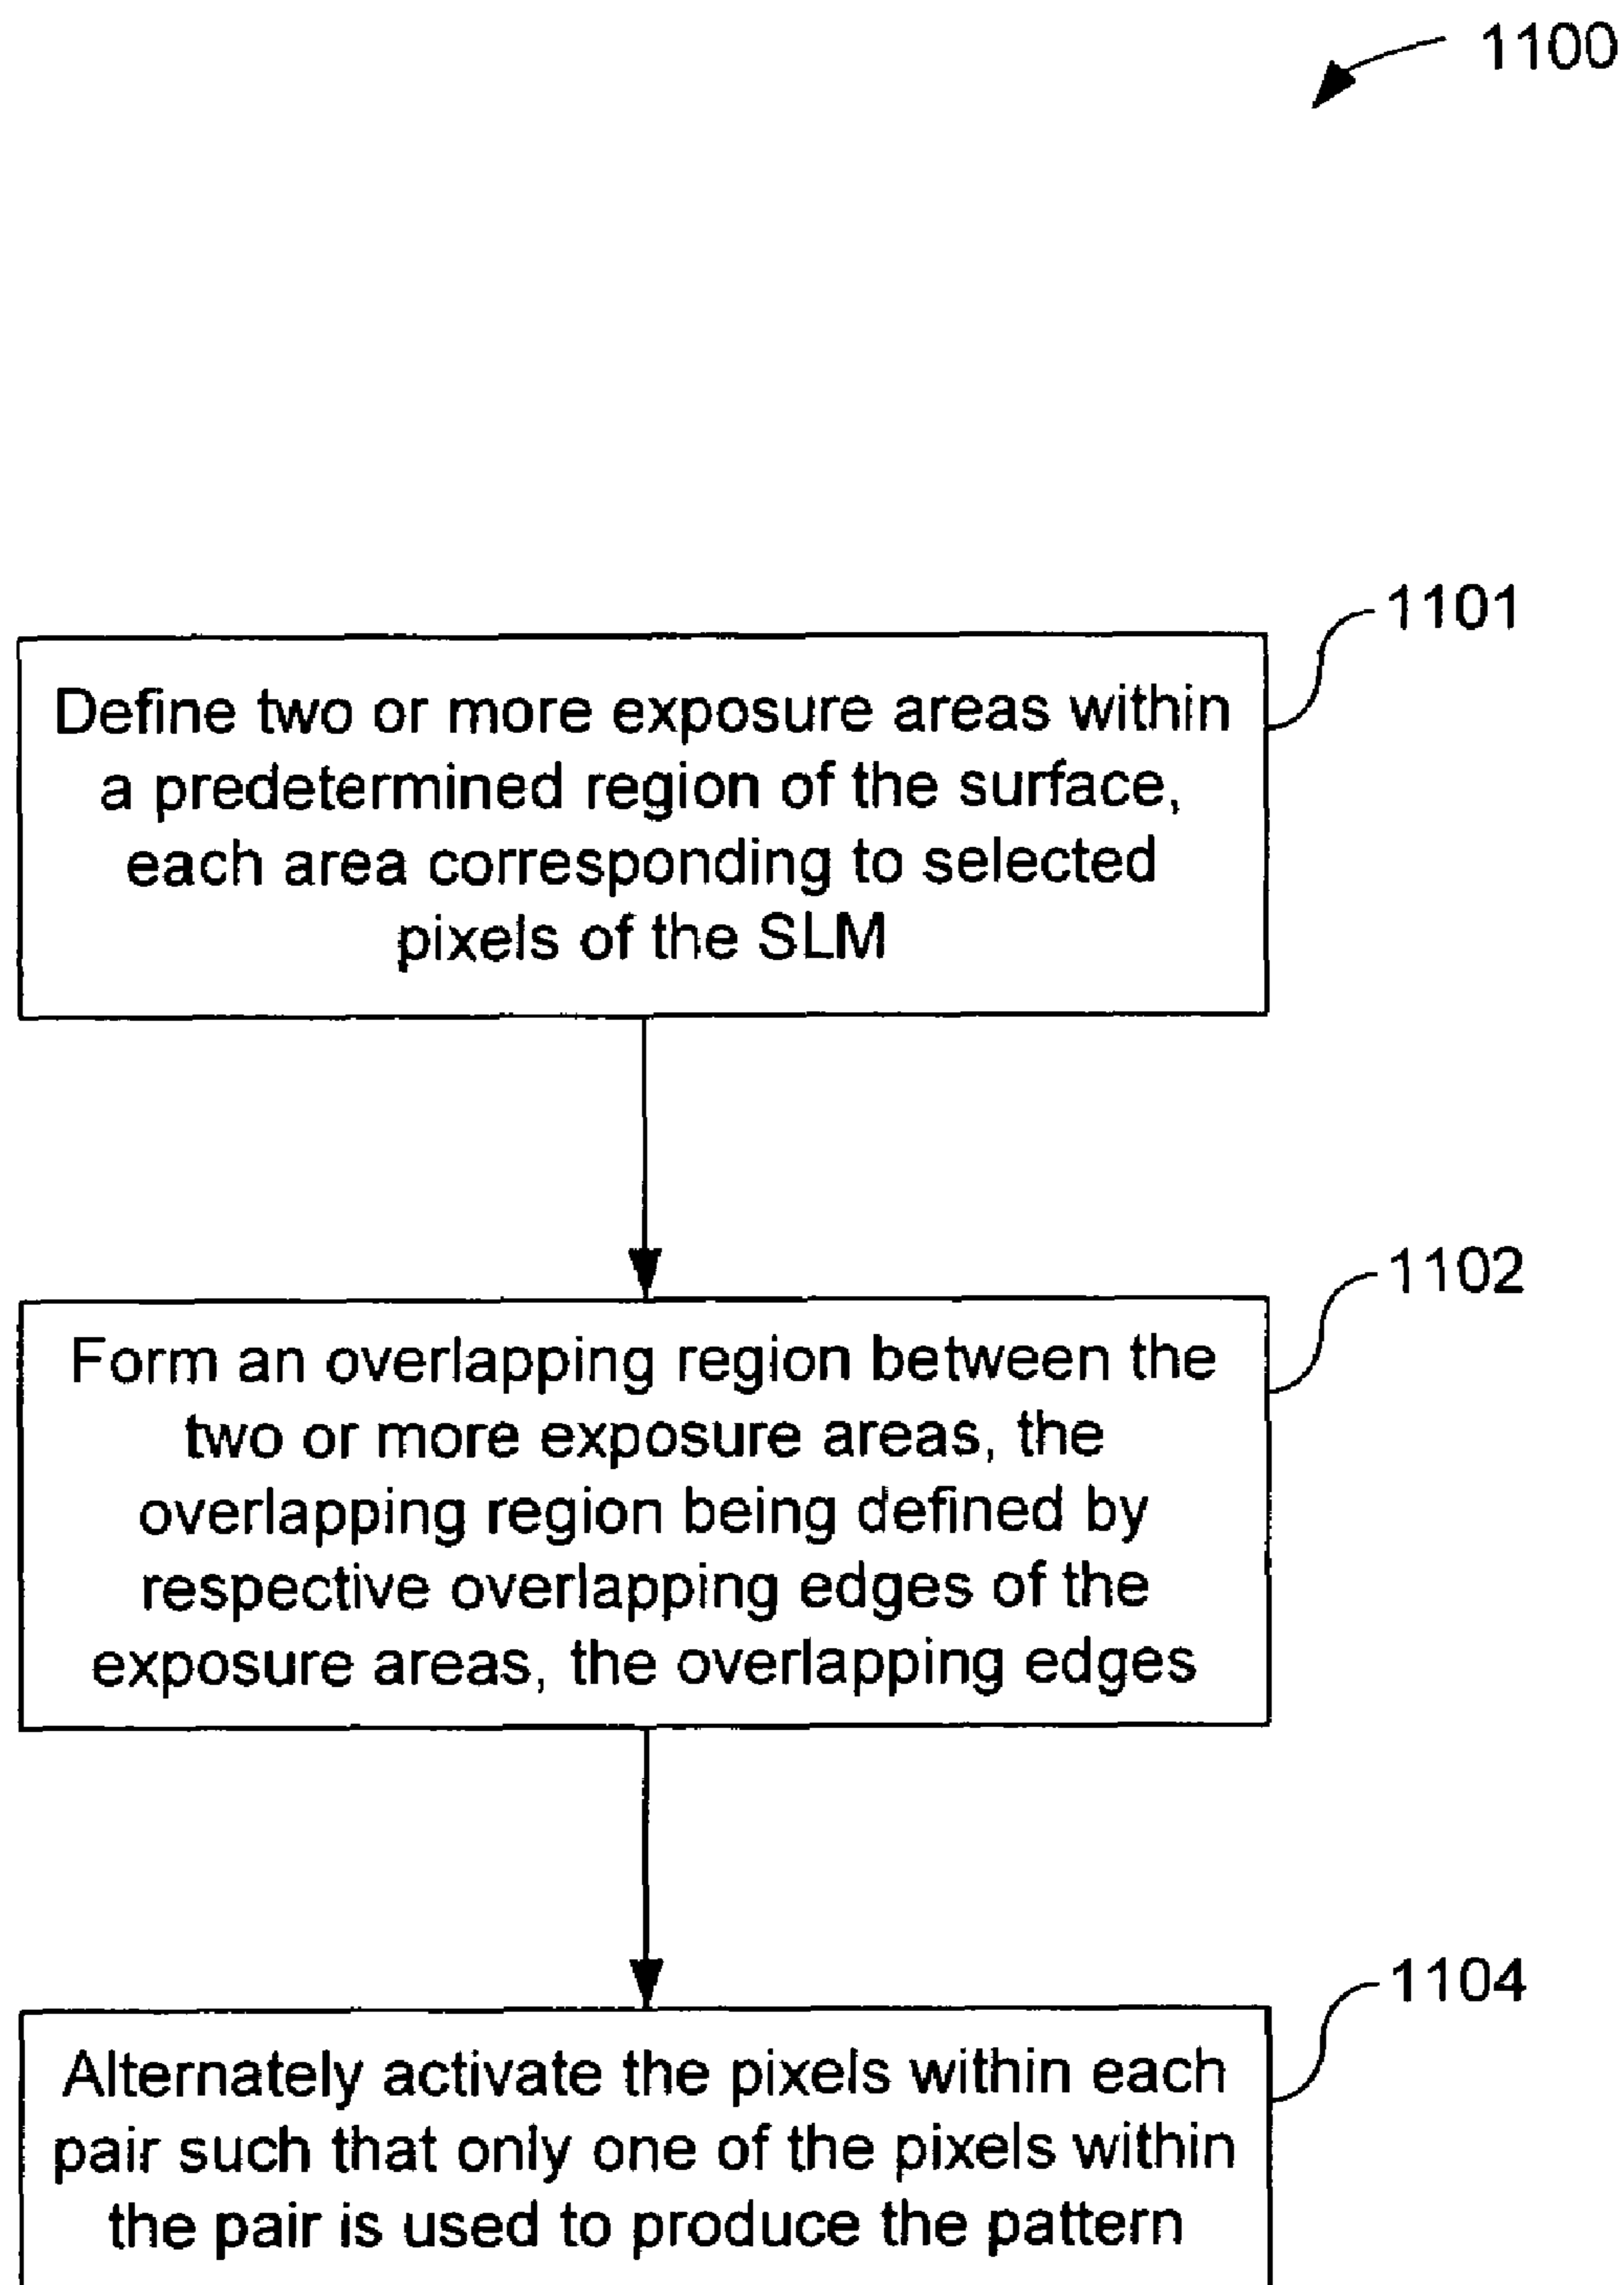 1100
1101
Define two or more exposure areas within
a predetermined region of the surface,
each area corresponding to selected
pixels of the SLM
1102
Form an overlapping region between the
two or more exposure areas, the
overlapping region being defined by
respective overlapping edges of the
exposure areas, the overlapping edges
1104
Alternately activate the pixels within each
pair such that only one of the pixels within
the pair is used to produce the pattern